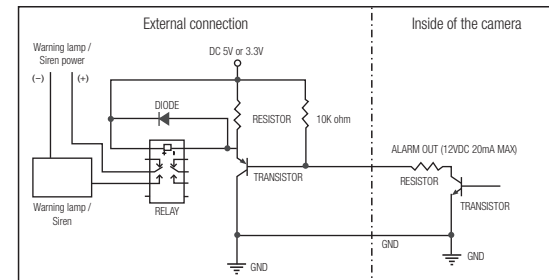 External connection
Inside of the camera
Warning lamp /
Siren power
(−)
(+)
DC 5V or 3.3V
DIODE
RESISTOR
10K ohm
ALARM OUT (12VDC 20mA MAX)
RESISTOR
TRANSISTOR
TRANSISTOR
RELAY
Warning lamp /
Siren
GND
GND
GND